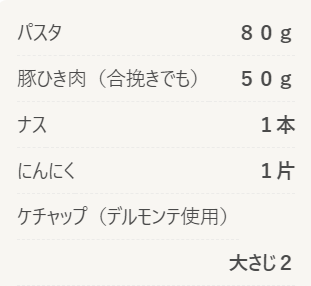 パスタ ８０ｇ
豚ひき肉（合挽きでも） ５０ｇ
ナス １本
にんにく １片
ケチャップ（デルモンテ使用）
大さじ２